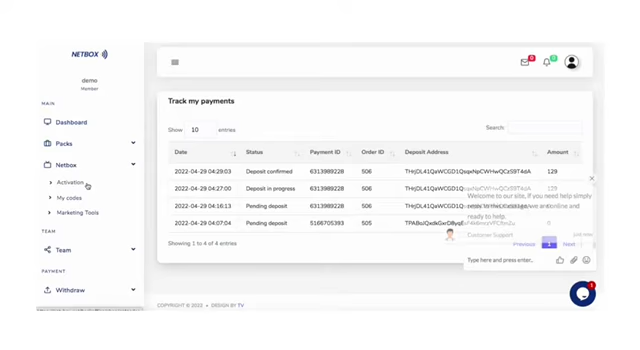 NETBOX
demo
Member
MAIN
Dashboard
Packs
Netbox
Activation
My codes
Marketing Tools
TEAM
Team
PAYMENT
Withdraw
0
0
Track my payments
Show 10 entries
Search:
Date Status Payment ID Order ID Deposit Address Amount
2022-04-29 04:29:03 Deposit confirmed 6313989228 506 129
2022-04-29 04:27:00 Deposit in progress 6313989228 506 129
2022-04-29 04:16:13 Pending deposit 6313989228 506
2022-04-29 04:07:04 Pending deposit 5166705393 505
Showing 1 to 4 of 4 entries
Welcome to our site, if you need help simply
ready to help.
Customer Support
Previous 1 Next
Type here and press enter..
1
COPYRIGHT © 2022 • DESIGN BY TV